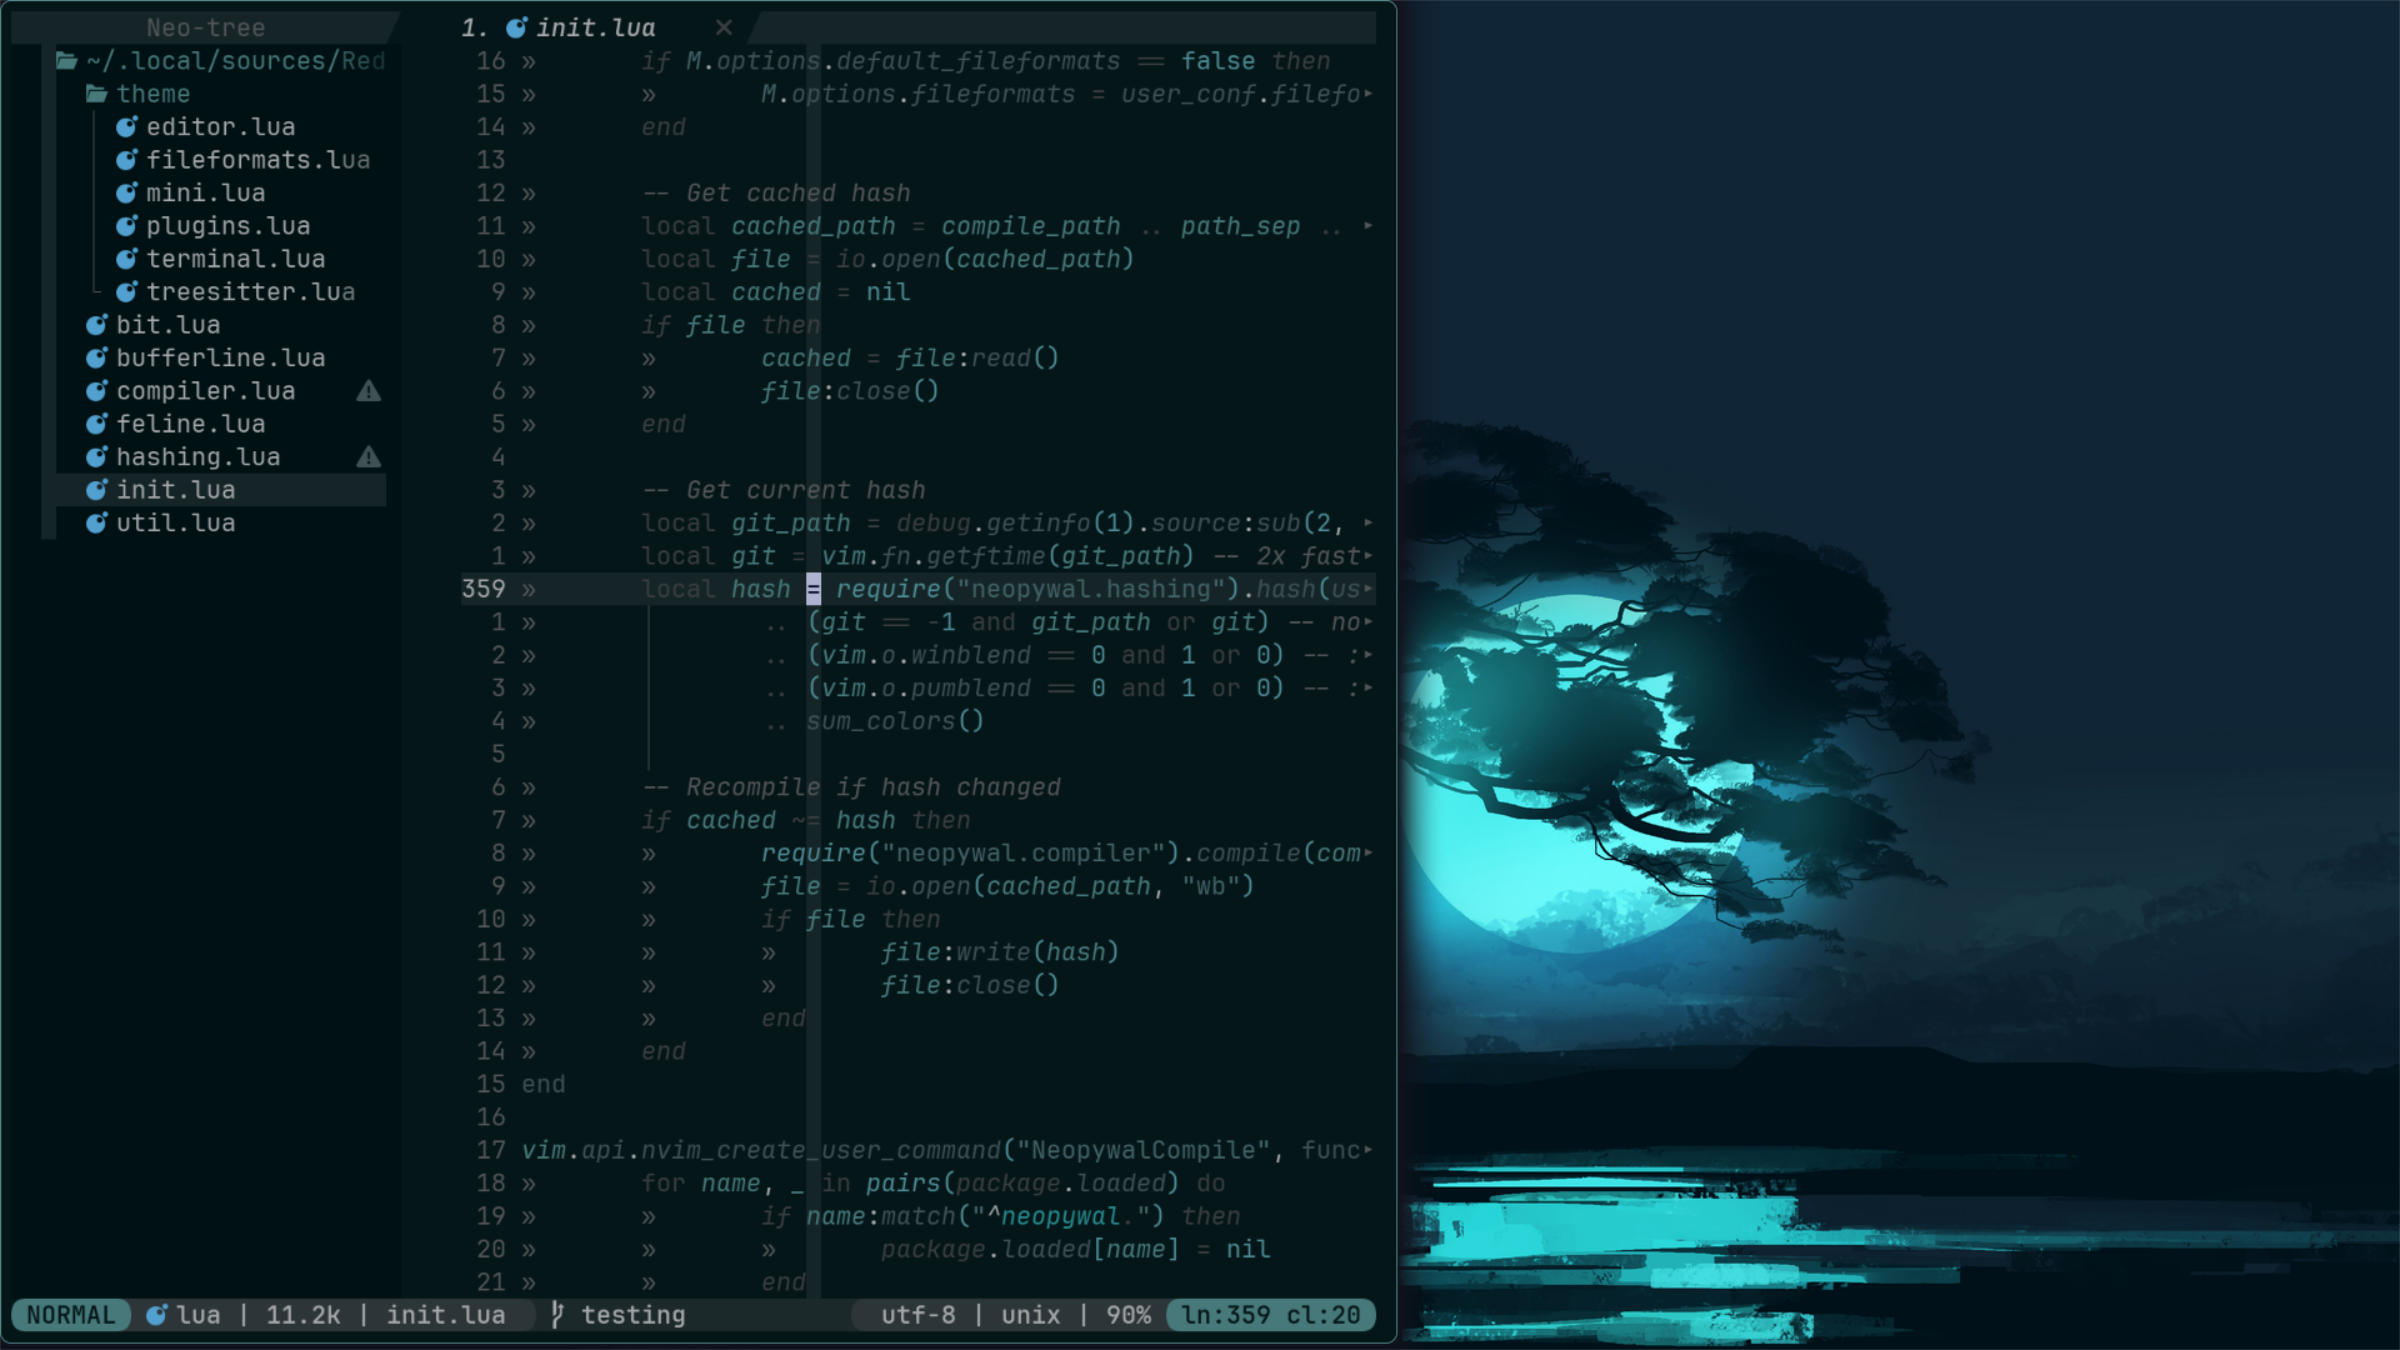 Neo-tree
~/.local/sources/Red
theme
editor.lua
fileformats.lua
mini.lua
plugins.lua
terminal.lua
treesitter.lua
bit.lua
bufferline.lua
compiler.lua
feline.lua
hashing.lua
init.lua
util.lua
1. init.lua ×
16 » if M.options.default_fileformats == false then
15 » » M.options.fileformats = user_conf.filefo▸
14 » end
13
12 » -- Get cached hash
11 » local cached_path = compile_path .. path_sep .. ▸
10 » local file = io.open(cached_path)
9 » local cached = nil
8 » if file then
7 » » cached = file:read()
6 » » file:close()
5 » end
4
3 » -- Get current hash
2 » local git_path = debug.getinfo(1).source:sub(2, ▸
1 » local git = vim.fn.getftime(git_path) -- 2x fast▸
359 » local hash = require("neopywal.hashing").hash(us▸
1 » .. (git == -1 and git_path or git) -- no▸
2 » .. (vim.o.winblend == 0 and 1 or 0) -- :▸
3 » .. (vim.o.pumblend == 0 and 1 or 0) -- :▸
4 » .. sum_colors()
5
6 » -- Recompile if hash changed
7 » if cached ~= hash then
8 » » require("neopywal.compiler").compile(com▸
9 » » file = io.open(cached_path, "wb")
10 » » if file then
11 » » » file:write(hash)
12 » » » file:close()
13 » » end
14 » end
15 end
16
17 vim.api.nvim_create_user_command("NeopywalCompile", func▸
18 » for name, _ in pairs(package.loaded) do
19 » » if name:match("^neopywal.") then
20 » » » package.loaded[name] = nil
21 » » end
NORMAL lua | 11.2k | init.lua testing utf-8 | unix | 90% ln:359 cl:20